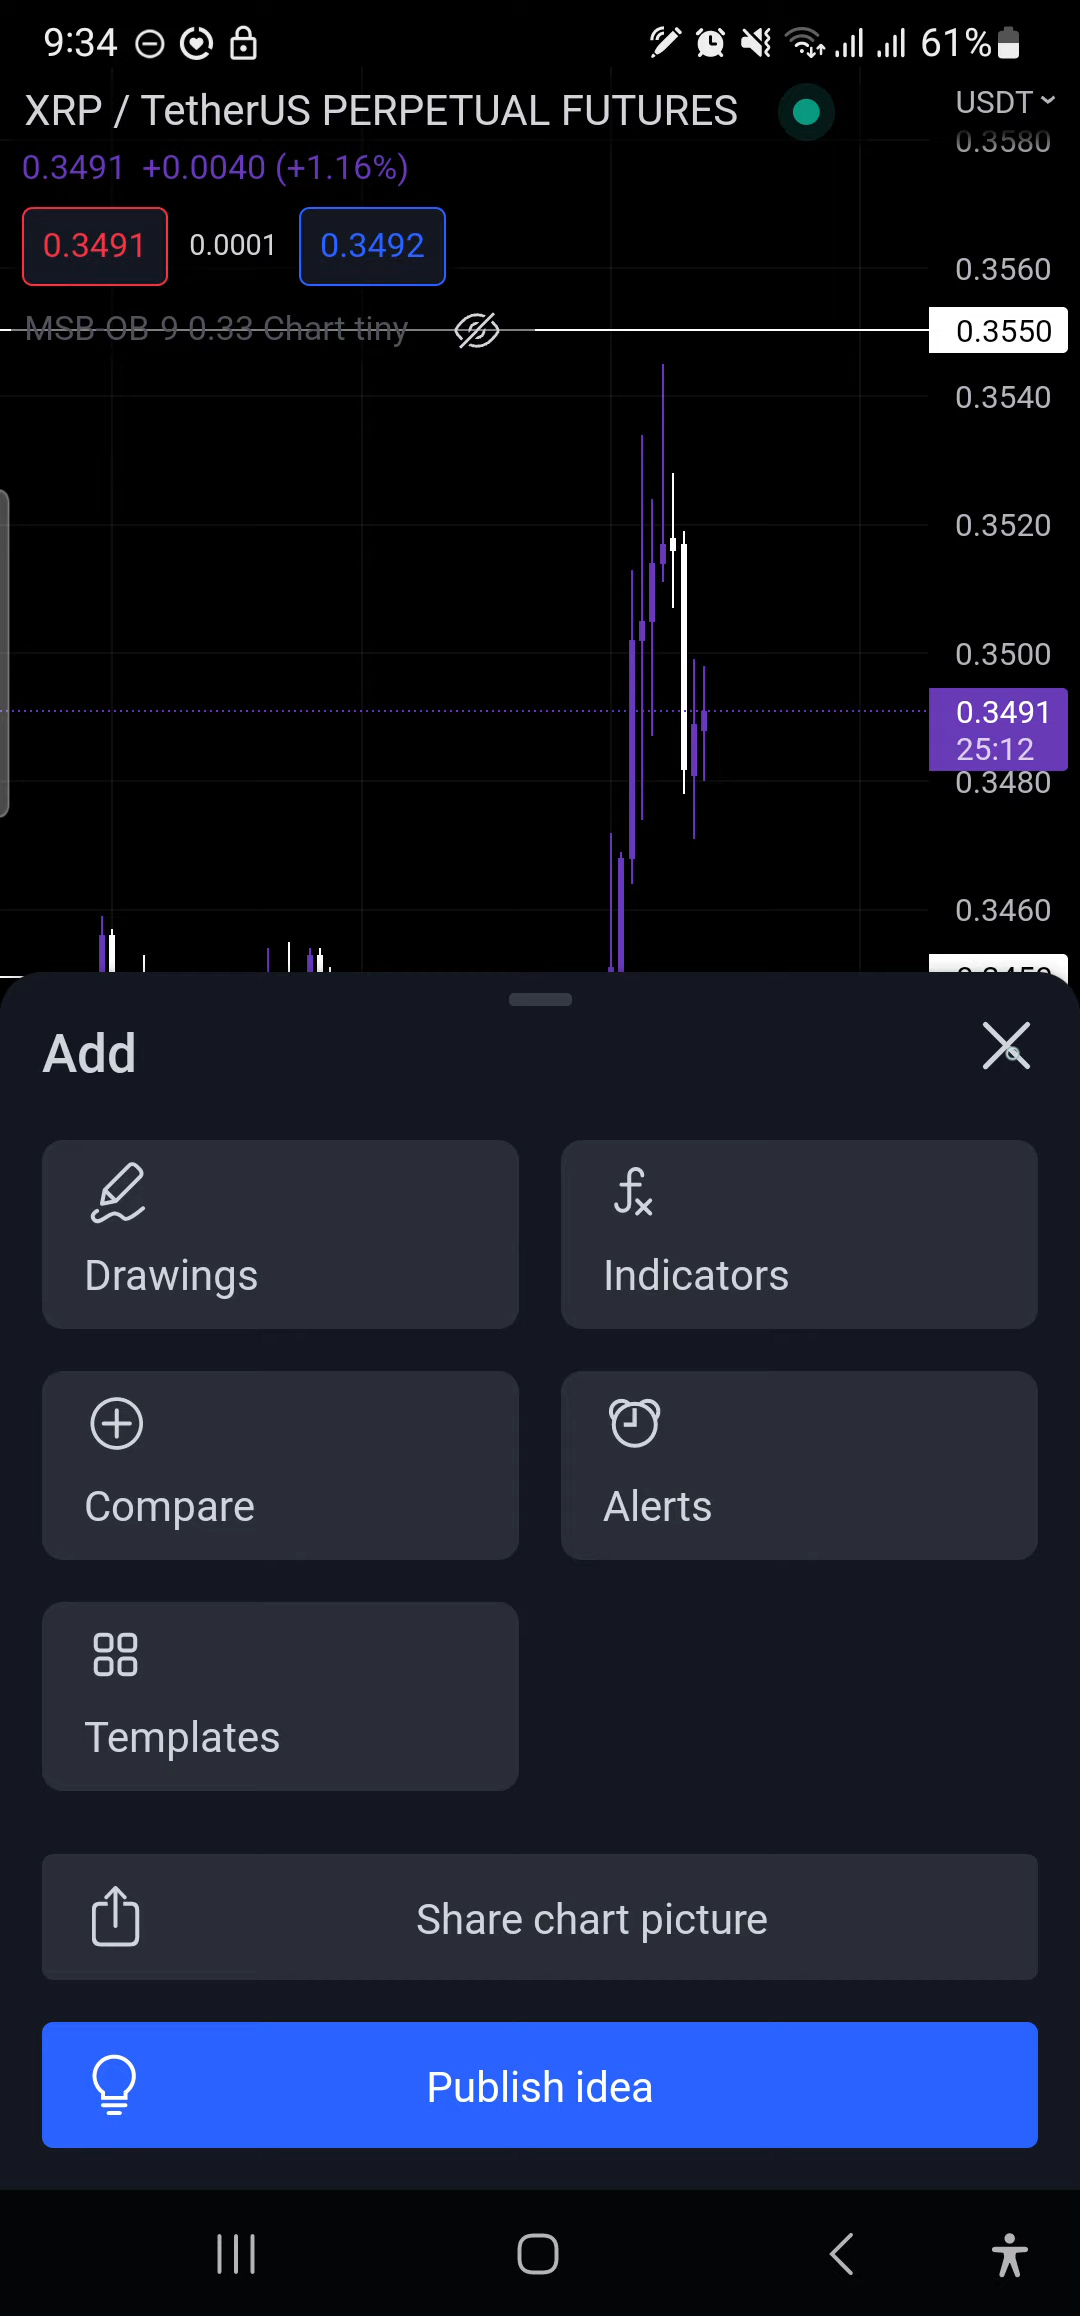 9:34 61%
XRP / TetherUS PERPETUAL FUTURES USDT
0.3580
0.3491 +0.0040 (+1.16%)
0.3491 0.0001 0.3492
0.3560
MSB OB 9 0.33 Chart tiny
0.3550
0.3540
0.3520
0.3500
0.3491
25:12
0.3480
0.3460
Add
Drawings
Indicators
Compare
Alerts
Templates
Share chart picture
Publish idea